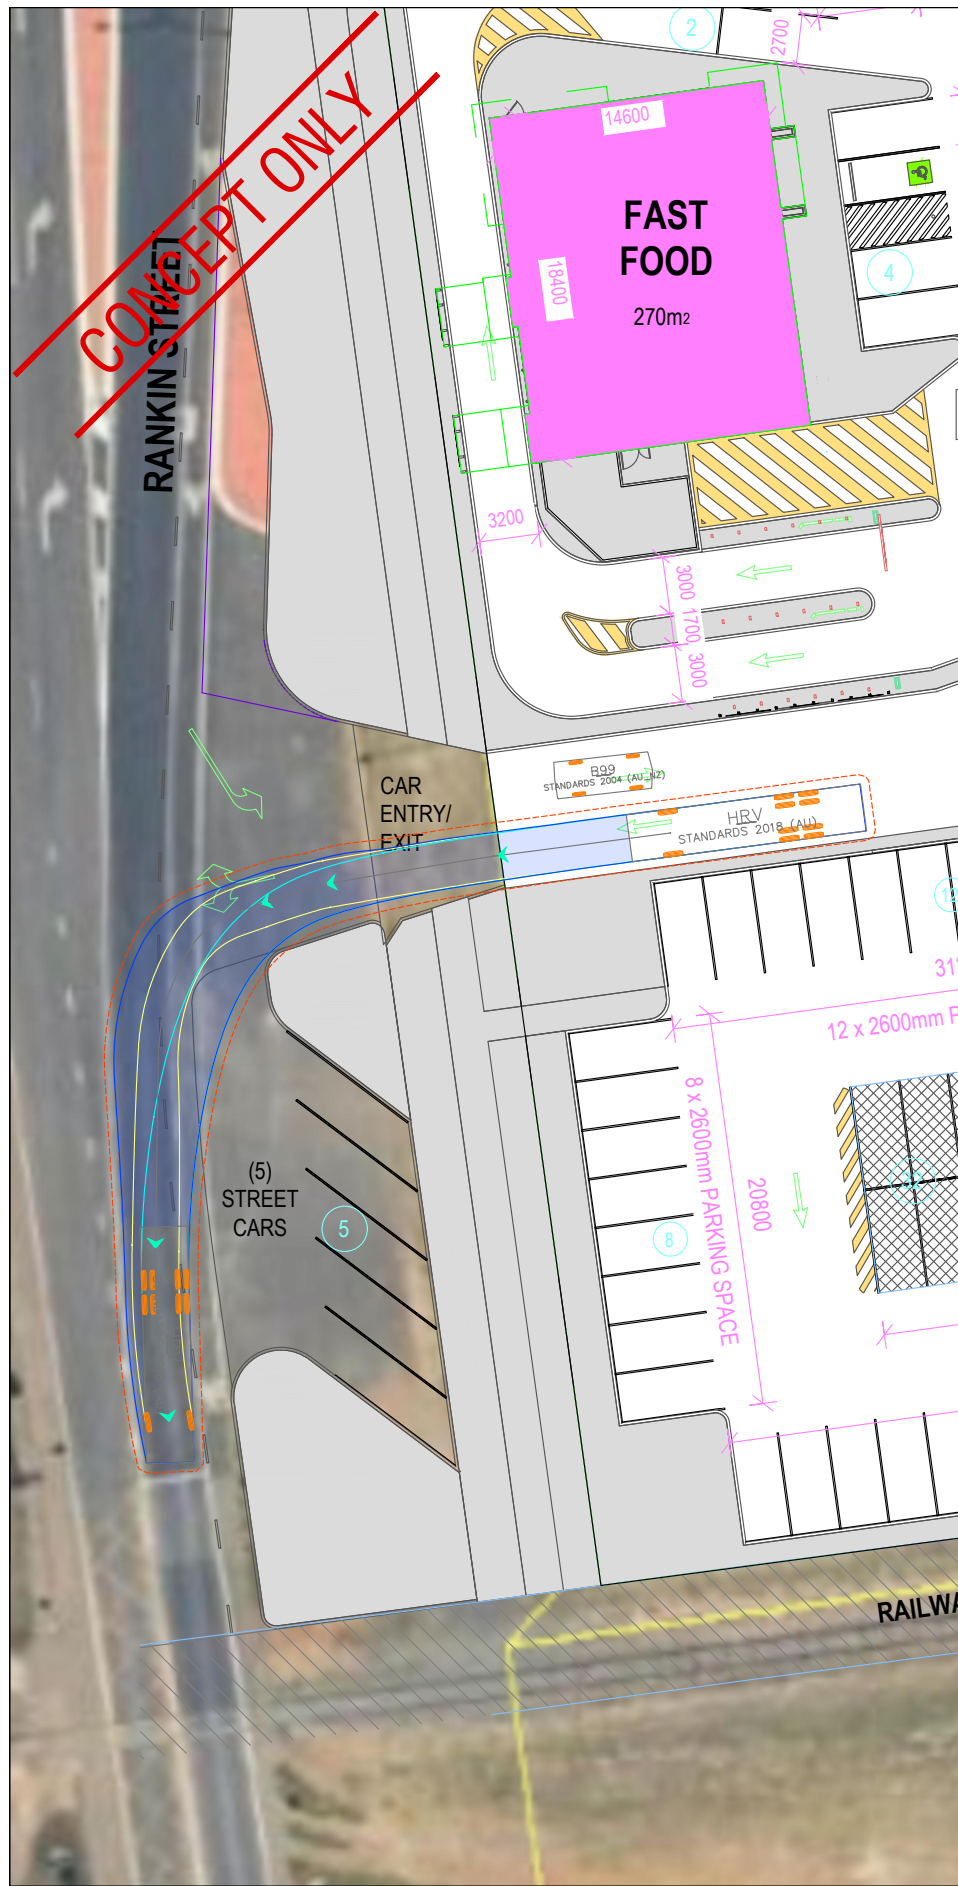 2
2700
CONCEPT ONLY
RANKIN STREET
14600
FAST
FOOD
270m2
18400
4
3200
3000
1700
3000
B99
STANDARDS 2004 (AU_NZ)
CAR
ENTRY/
EXIT
HRV
STANDARDS 2018 (AU)
12
31
12 x 2600mm P
8 x 2600mm PARKING SPACE
20800
(5)
STREET
CARS
5
8
RAILWA